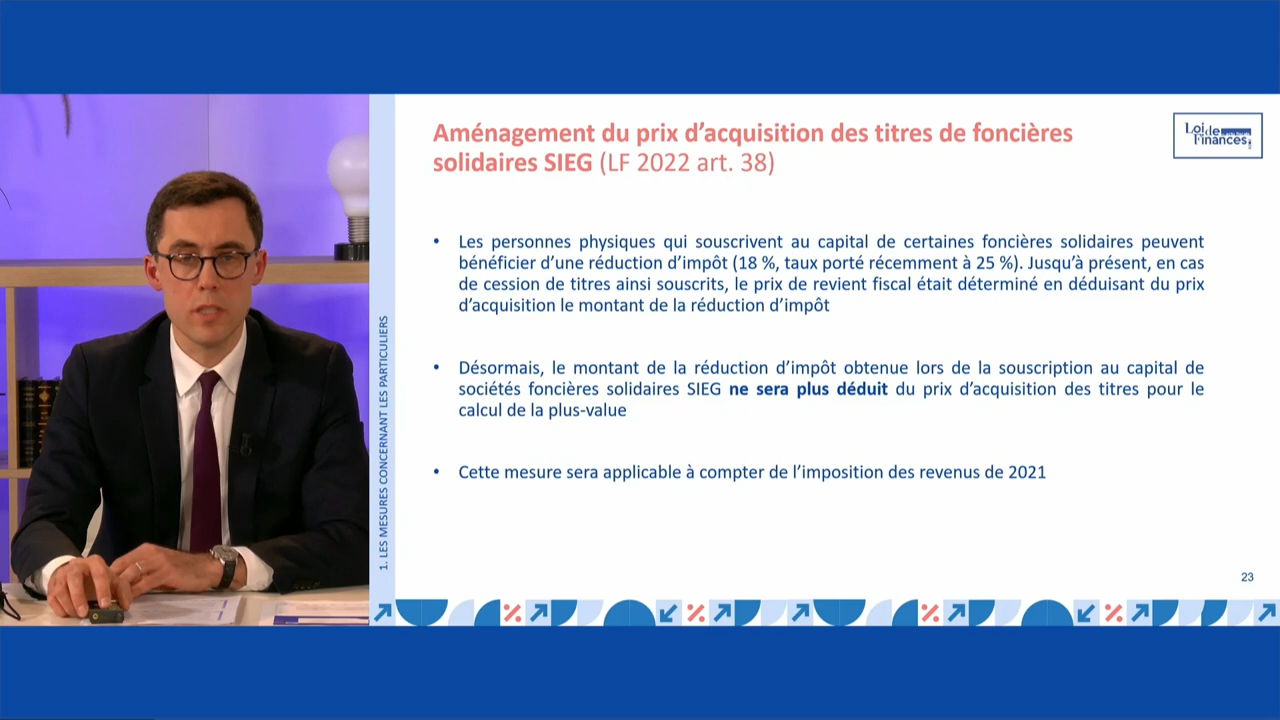 Aménagement du prix d’acquisition des titres de foncières
solidaires SIEG (LF 2022 art. 38)
Loi de
Finances
• Les personnes physiques qui souscrivent au capital de certaines foncières solidaires peuvent
bénéficier d’une réduction d’impôt (18 %, taux porté récemment à 25 %). Jusqu’à présent, en cas
de cession de titres ainsi souscrits, le prix de revient fiscal était déterminé en déduisant du prix
d’acquisition le montant de la réduction d’impôt
• Désormais, le montant de la réduction d’impôt obtenue lors de la souscription au capital de
sociétés foncières solidaires SIEG ne sera plus déduit du prix d’acquisition des titres pour le
calcul de la plus-value
• Cette mesure sera applicable à compter de l’imposition des revenus de 2021
1. LES MESURES CONCERNANT LES PARTICULIERS
23